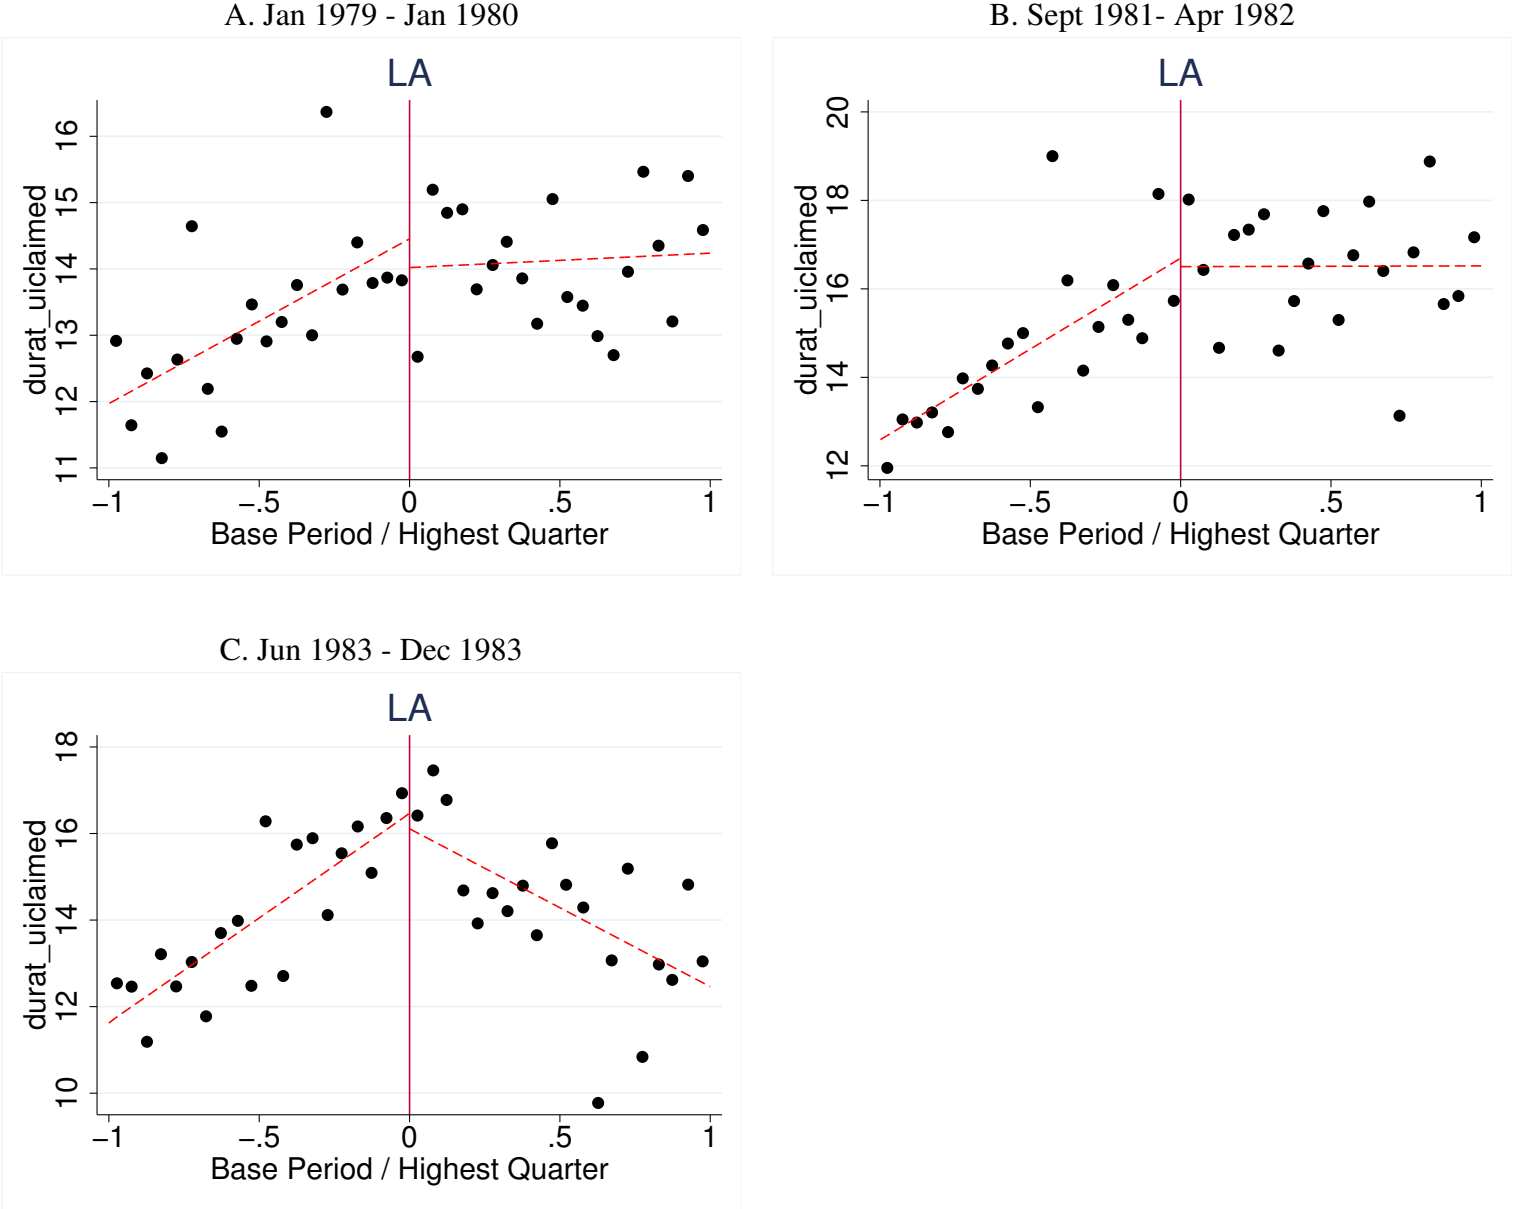 A. Jan 1979 - Jan 1980
LA
durat_uiclaimed
16
15
14
13
12
11
−1
−.5
0
.5
1
Base Period / Highest Quarter
B. Sept 1981- Apr 1982
LA
durat_uiclaimed
20
18
16
14
12
−1
−.5
0
.5
1
Base Period / Highest Quarter
C. Jun 1983 - Dec 1983
LA
durat_uiclaimed
18
16
14
12
10
−1
−.5
0
.5
1
Base Period / Highest Quarter